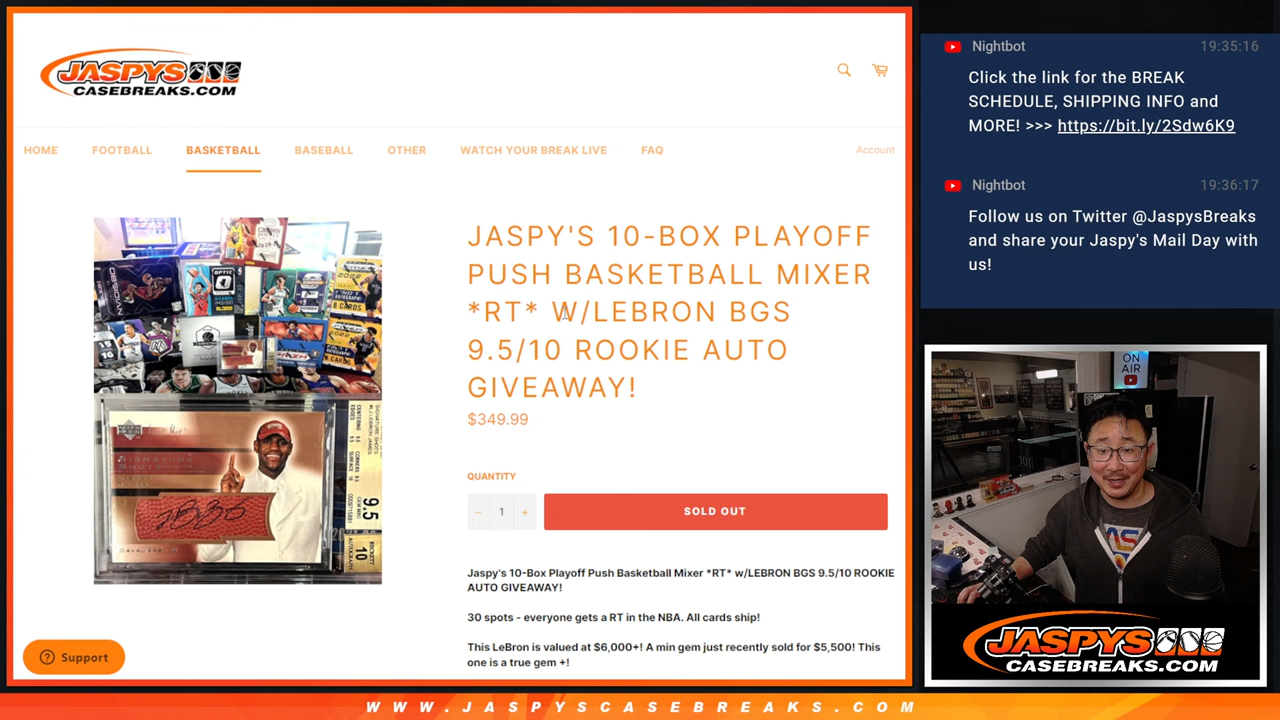 JASPYS
CASEBREAKS.COM
HOME
FOOTBALL
BASKETBALL
BASEBALL
OTHER
WATCH YOUR BREAK LIVE
FAQ
Account
JASPY'S 10-BOX PLAYOFF
PUSH BASKETBALL MIXER
*RT* W/LEBRON BGS
9.5/10 ROOKIE AUTO
GIVEAWAY!
$349.99
QUANTITY
− 1 +
SOLD OUT
Jaspy's 10-Box Playoff Push Basketball Mixer *RT* w/LEBRON BGS 9.5/10 ROOKIE
AUTO GIVEAWAY!
30 spots - everyone gets a RT in the NBA. All cards ship!
This LeBron is valued at $6,000+! A min gem just recently sold for $5,500! This
one is a true gem +!
OPTIC
9.5
10
Support
Nightbot
19:35:16
Click the link for the BREAK
SCHEDULE, SHIPPING INFO and
MORE! >>> https://bit.ly/2Sdw6K9
Nightbot
19:36:17
Follow us on Twitter @JaspysBreaks
and share your Jaspy's Mail Day with
us!
ON
AIR
JASPYS
CASEBREAKS.COM
WWW.JASPYSCASEBREAKS.COM